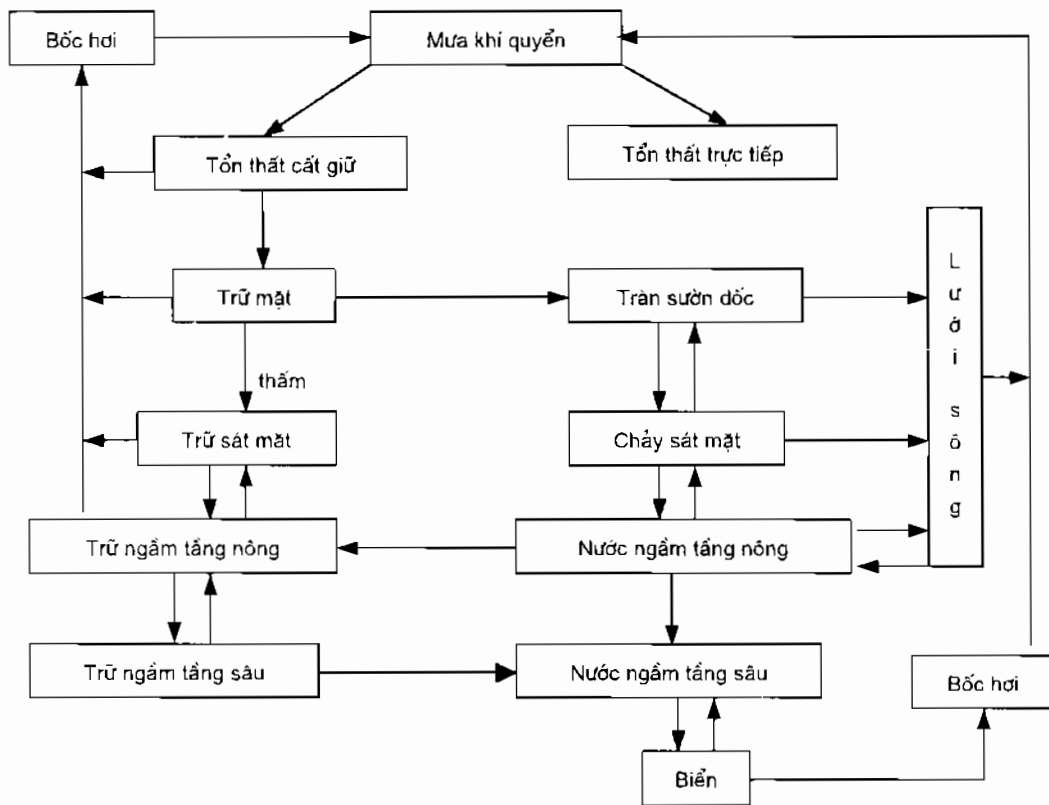 Bốc hơi
Mưa khí quyển
Tổn thất cất giữ
Tổn thất trực tiếp
Trữ mặt
Tràn sườn dốc
Lưới sông
thấm
Trữ sát mặt
Chảy sát mặt
Trữ ngầm tầng nông
Nước ngầm tầng nông
Trữ ngầm tầng sâu
Nước ngầm tầng sâu
Bốc hơi
Biển